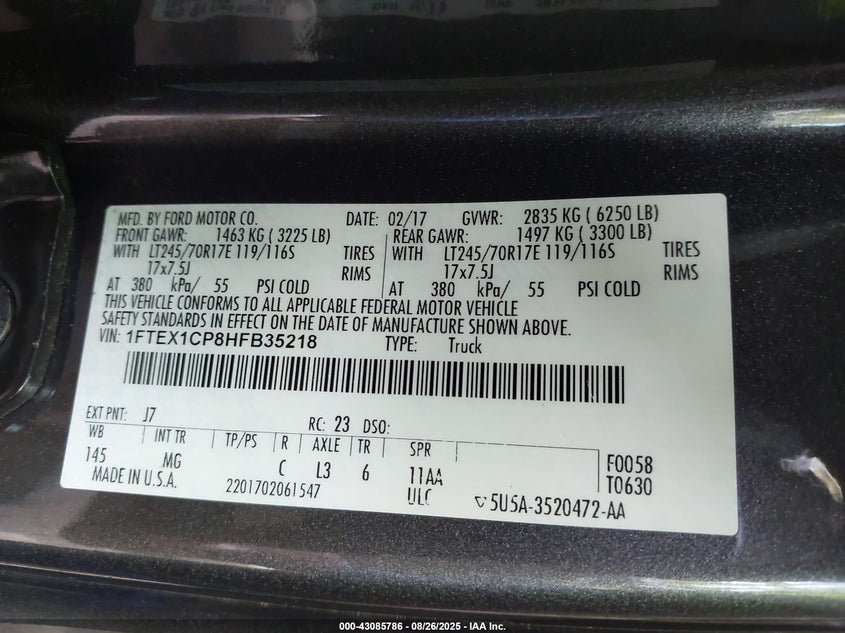 MFD. BY FORD MOTOR CO. DATE: 02/17 GVWR: 2835 KG ( 6250 LB)
FRONT GAWR: 1463 KG ( 3225 LB) REAR GAWR: 1497 KG ( 3300 LB)
WITH LT245/70R17E 119/116S TIRES WITH LT245/70R17E 119/116S TIRES
17x7.5J RIMS 17x7.5J RIMS
AT 380 kPa/ 55 PSI COLD AT 380 kPa/ 55 PSI COLD
THIS VEHICLE CONFORMS TO ALL APPLICABLE FEDERAL MOTOR VEHICLE
SAFETY STANDARDS IN EFFECT ON THE DATE OF MANUFACTURE SHOWN ABOVE.
VIN: 1FTEX1CP8HFB35218 TYPE: Truck
EXT PNT: J7 RC: 23 DSO:
WB INT TR TP/PS R AXLE TR SPR
145 MG C L3 6 11AA F0058
MADE IN U.S.A. 2201702061547 ULC T0630
5U5A-3520472-AA
000-43085786 - 08/26/2025 - IAA Inc.